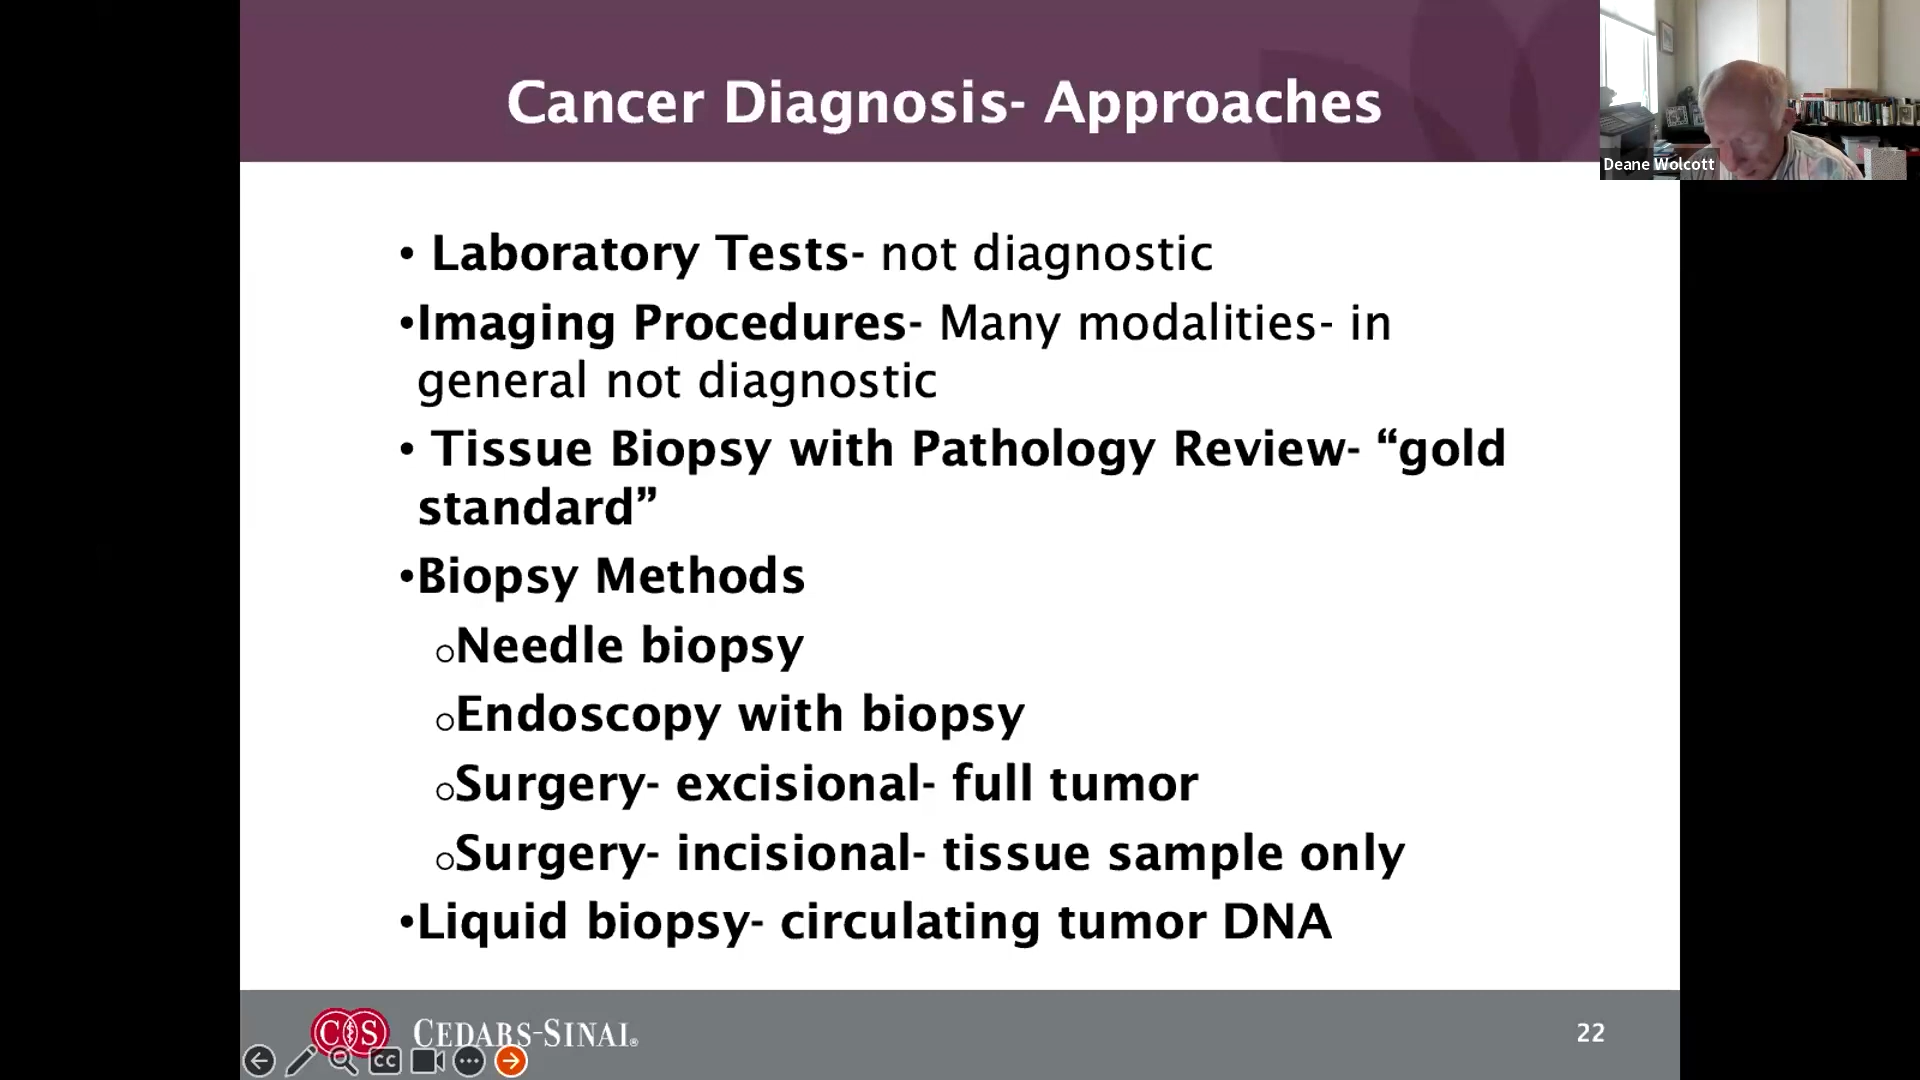 Cancer Diagnosis- Approaches
Deane Wolcott
• Laboratory Tests- not diagnostic
•Imaging Procedures- Many modalities- in
general not diagnostic
• Tissue Biopsy with Pathology Review- “gold
standard”
•Biopsy Methods
oNeedle biopsy
oEndoscopy with biopsy
oSurgery- excisional- full tumor
oSurgery- incisional- tissue sample only
•Liquid biopsy- circulating tumor DNA
CS CEDARS-SINAI®
22
CC